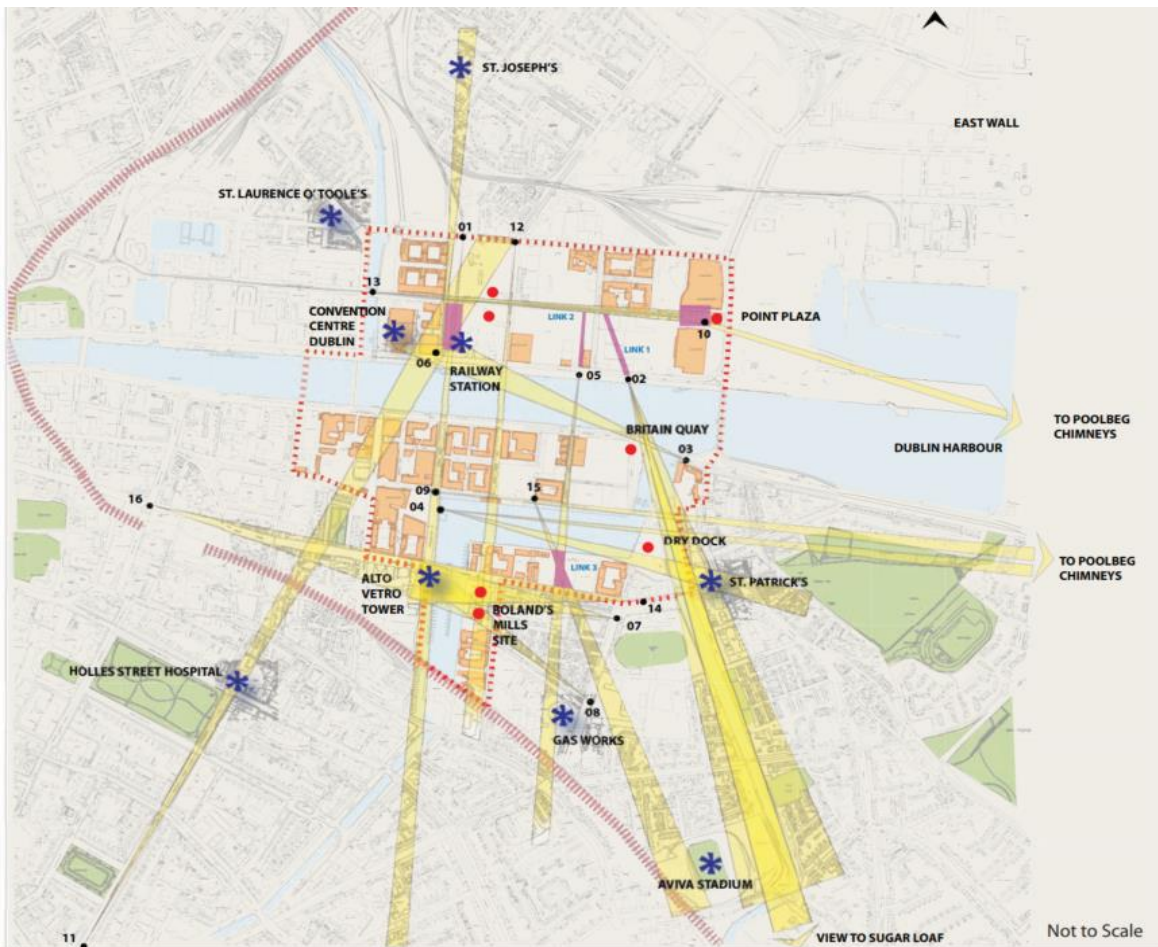 ST. JOSEPH'S
EAST WALL
ST. LAURENCE O'TOOLE'S
01
12
13
CONVENTION
CENTRE
DUBLIN
LINK 2
POINT PLAZA
10
06
LINK 1
RAILWAY
STATION
05
02
TO POOLBEG
CHIMNEYS
BRITAIN QUAY
DUBLIN HARBOUR
03
16
09
15
04
DRY DOCK
TO POOLBEG
CHIMNEYS
ALTO
VETRO
TOWER
LINK 3
ST. PATRICK'S
BOLAND'S
MILLS
SITE
14
07
HOLLES STREET HOSPITAL
08
GAS WORKS
AVIVA STADIUM
11
VIEW TO SUGAR LOAF
Not to Scale